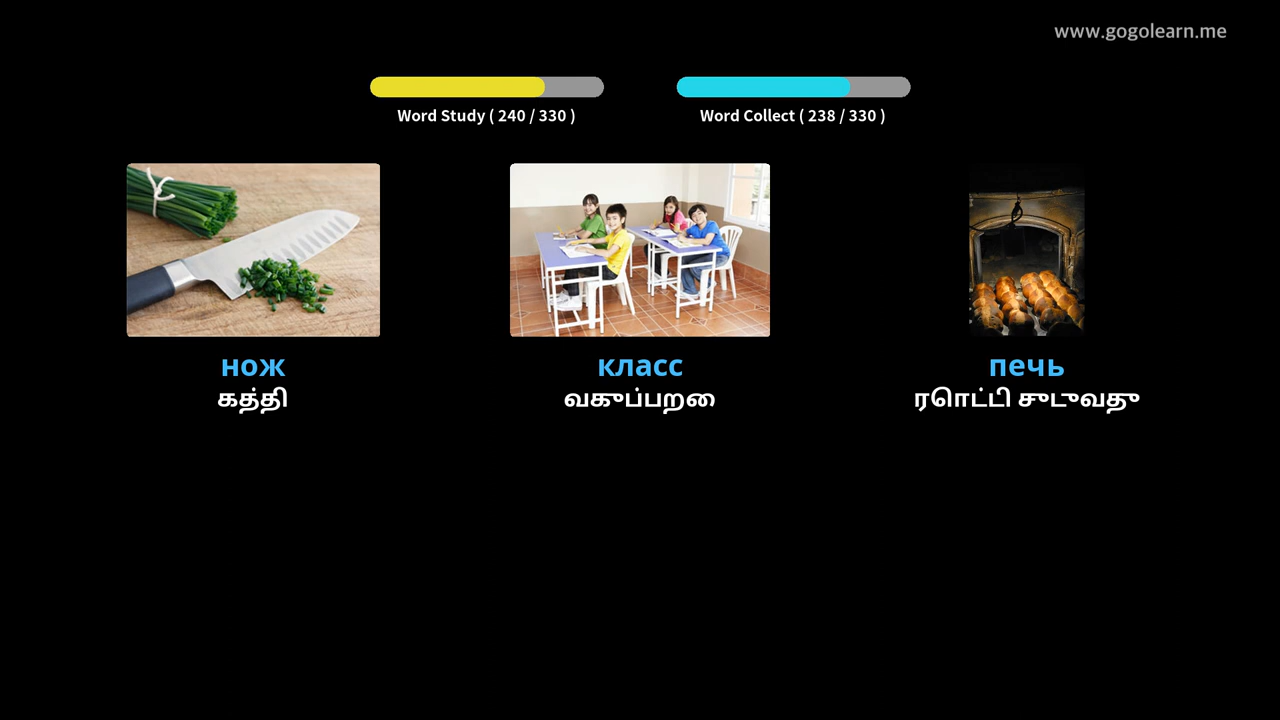 www.gogolearn.me
Word Study ( 240 / 330 )
Word Collect ( 238 / 330 )
нож
класс
печь
கத்தி
வகுப்பறை
ரொட்டி சுடுவது